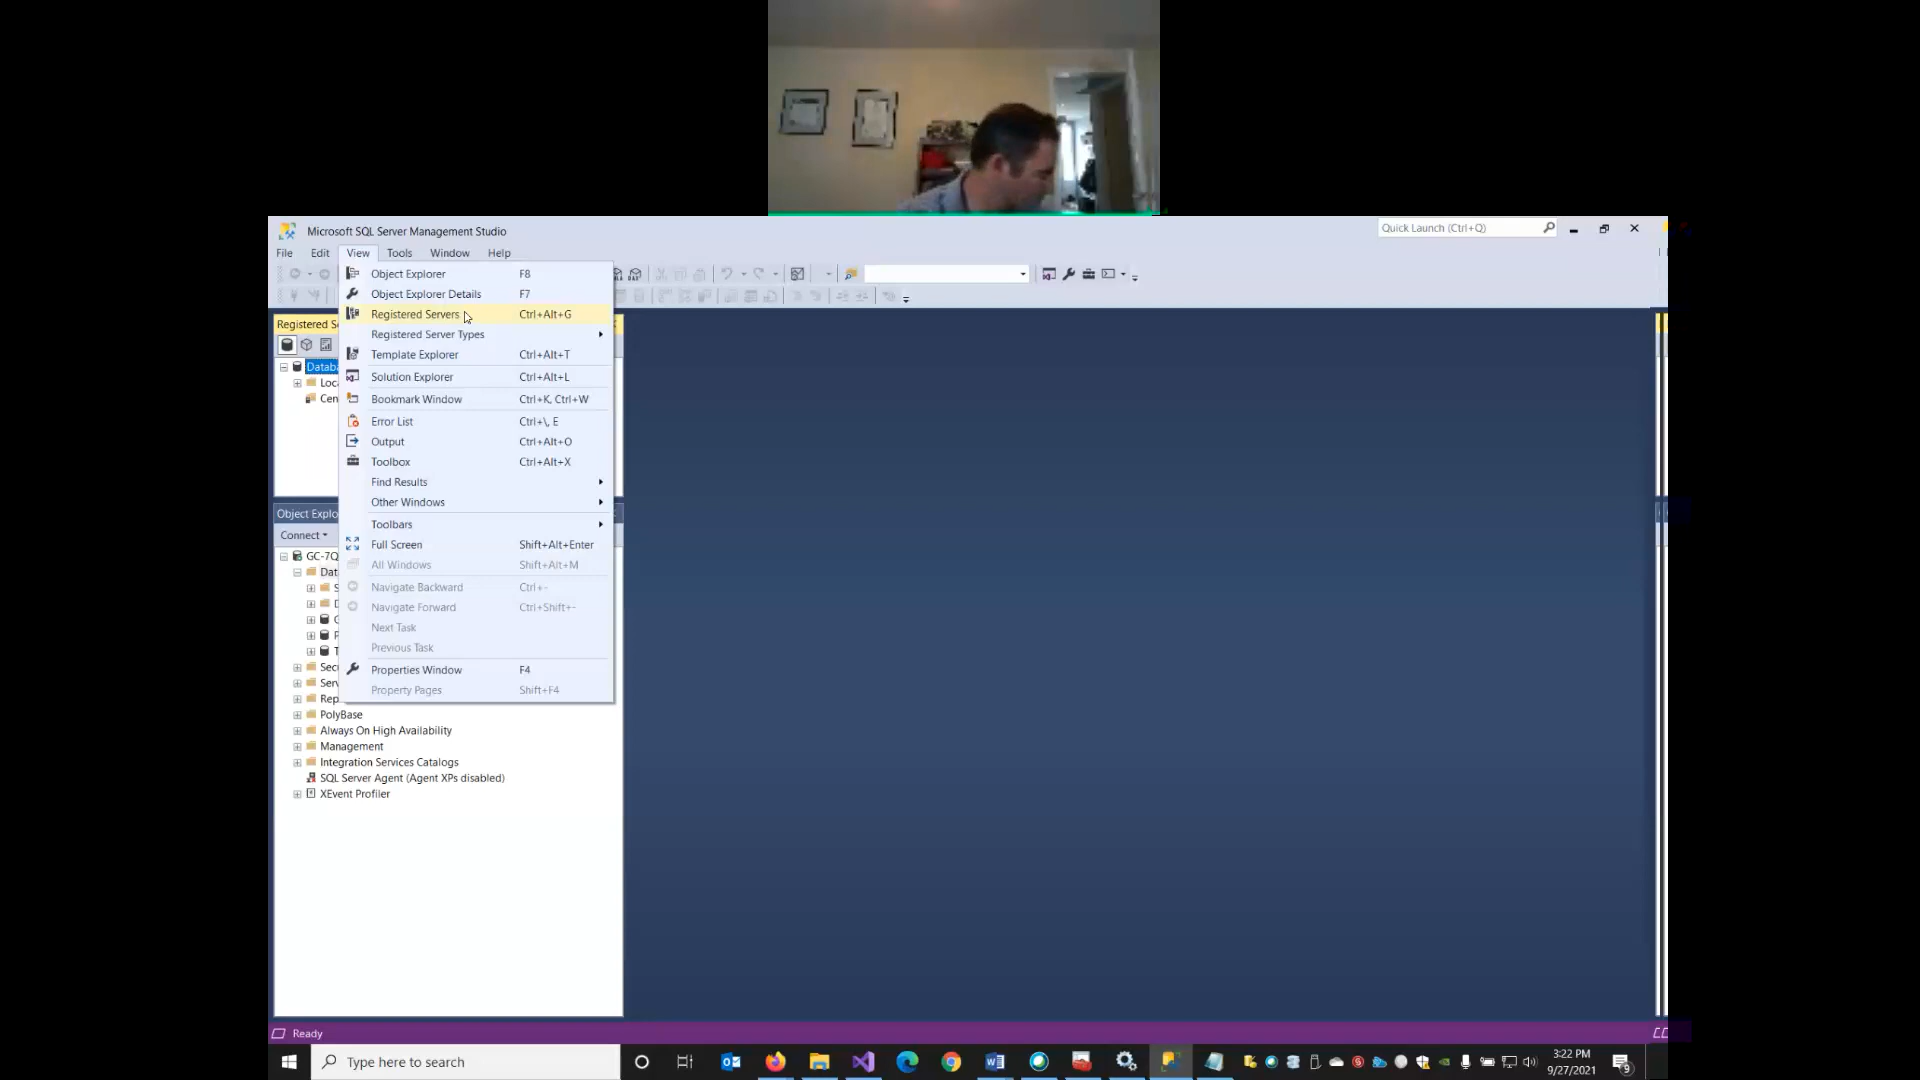 Microsoft SQL Server Management Studio
Quick Launch (Ctrl+Q)
File Edit View Tools Window Help
Object Explorer F8
Object Explorer Details F7
Registered Servers Ctrl+Alt+G
Registered Server Types
Template Explorer Ctrl+Alt+T
Solution Explorer Ctrl+Alt+L
Bookmark Window Ctrl+K, Ctrl+W
Error List Ctrl+\, E
Output Ctrl+Alt+O
Toolbox Ctrl+Alt+X
Find Results
Other Windows
Toolbars
Full Screen Shift+Alt+Enter
All Windows Shift+Alt+M
Navigate Backward Ctrl+-
Navigate Forward Ctrl+Shift+-
Next Task
Previous Task
Properties Window F4
Property Pages Shift+F4
Registered S
Datab
Loca
Cen
Object Explo
Connect
GC-7Q
Dat
S
D
G
P
T
Sec
Serv
Rep
PolyBase
Always On High Availability
Management
Integration Services Catalogs
SQL Server Agent (Agent XPs disabled)
XEvent Profiler
Ready
Type here to search
3:22 PM
9/27/2021
9